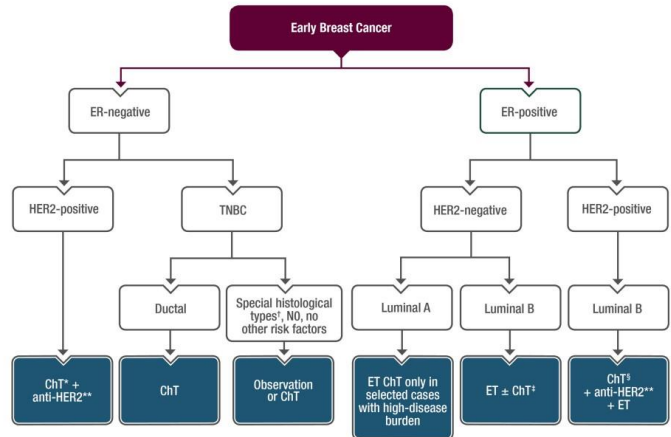 Early Breast Cancer
ER-negative
ER-positive
HER2-positive
TNBC
HER2-negative
HER2-positive
Ductal
Special histological
types†, N0, no
other risk factors
Luminal A
Luminal B
Luminal B
ChT* +
anti-HER2**
ChT
Observation
or ChT
ET ChT only in
selected cases
with high-disease
burden
ET ± ChT‡
ChT§
+ anti-HER2**
+ ET